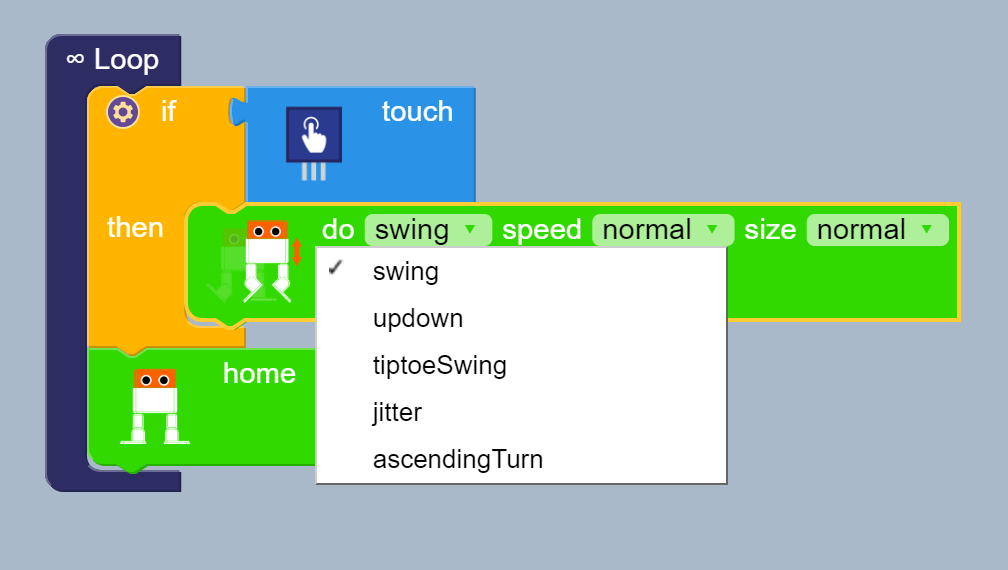 ∞ Loop
if touch
then do swing ▼ speed normal ▼ size normal ▼
✓ swing
updown
tiptoeSwing
jitter
ascendingTurn
home